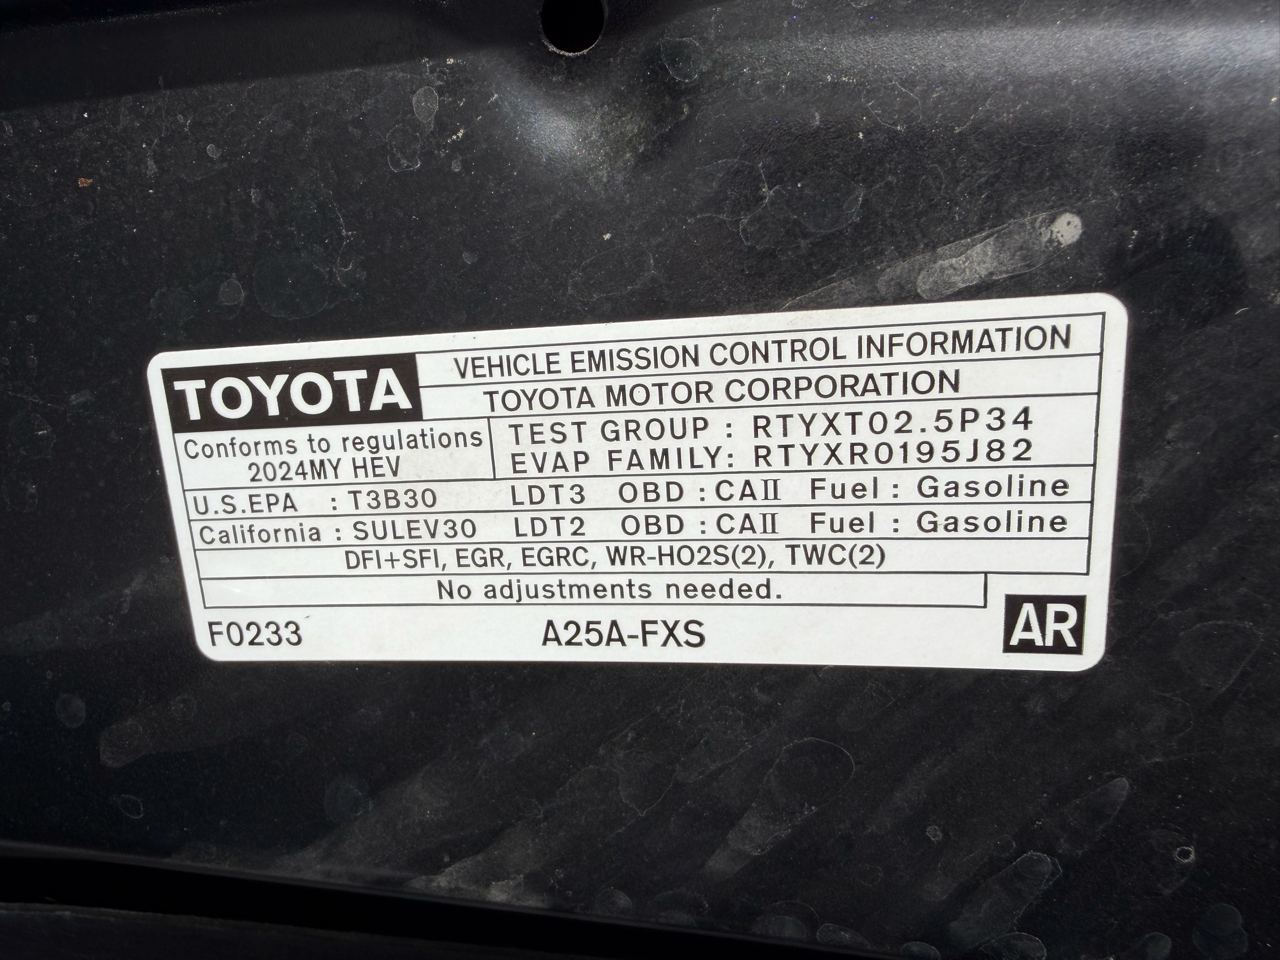 TOYOTA
VEHICLE EMISSION CONTROL INFORMATION
TOYOTA MOTOR CORPORATION
Conforms to regulations
2024MY HEV
TEST GROUP : RTYXT02.5P34
EVAP FAMILY: RTYXR0195J82
U.S.EPA : T3B30 LDT3 OBD : CAⅡ Fuel : Gasoline
California : SULEV30 LDT2 OBD : CAⅡ Fuel : Gasoline
DFI+SFI, EGR, EGRC, WR-HO2S(2), TWC(2)
No adjustments needed.
F0233 A25A-FXS AR